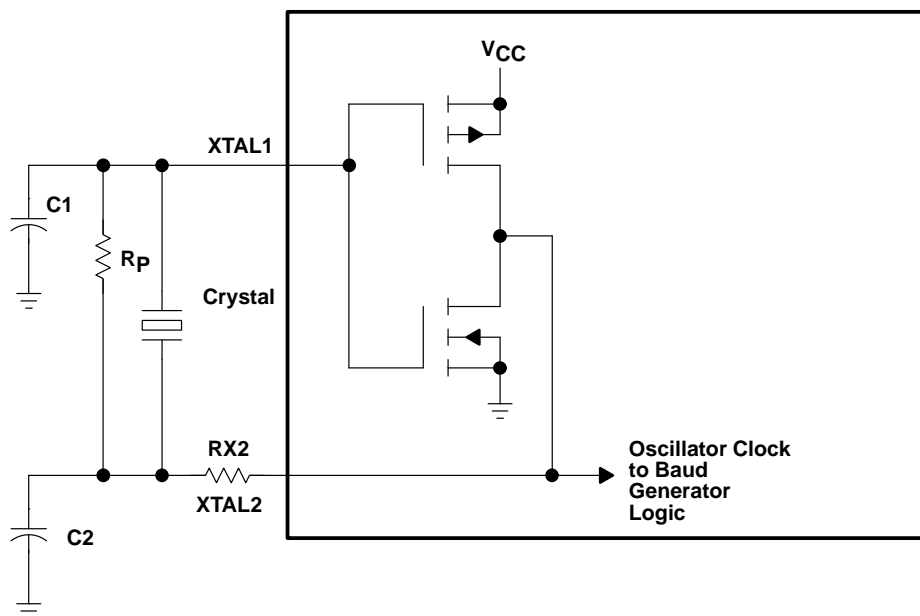 VCC
XTAL1
C1
RP
Crystal
RX2
XTAL2
C2
Oscillator Clock
to Baud
Generator
Logic